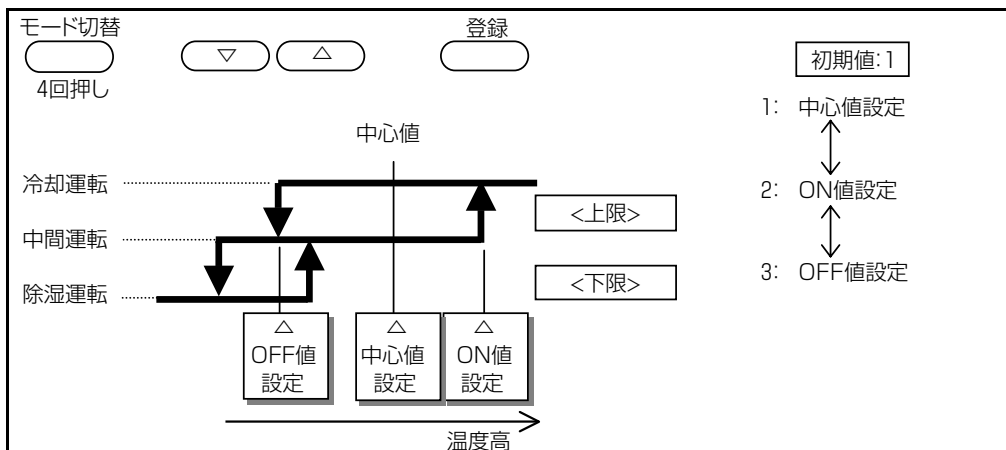 モード切替
▽
△
登録
4回押し
初期値:1
1: 中心値設定
2: ON値設定
3: OFF値設定
中心値
冷却運転
<上限>
中間運転
<下限>
除湿運転
△
OFF値
設定
△
中心値
設定
△
ON値
設定
温度高